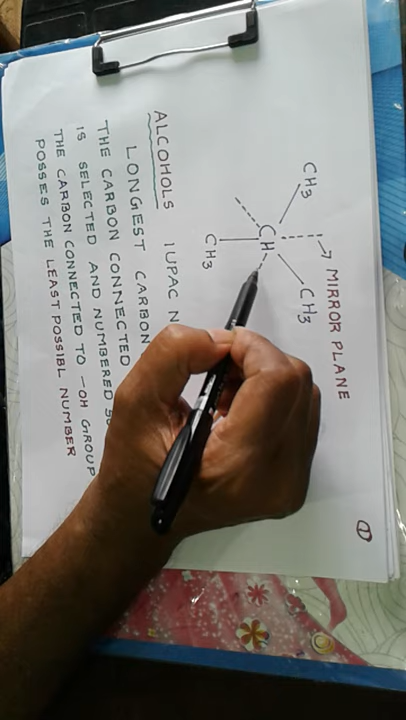 ①
MIRROR PLANE
CH3
CH3
CH
CH3
ALCOHOLS IUPAC N
LONGEST CARBON
THE CARBON CONNECTED
IS SELECTED AND NUMBERED
THE CARBON CONNECTED TO -OH GROUP
POSSES THE LEAST POSSIBL NUMBER